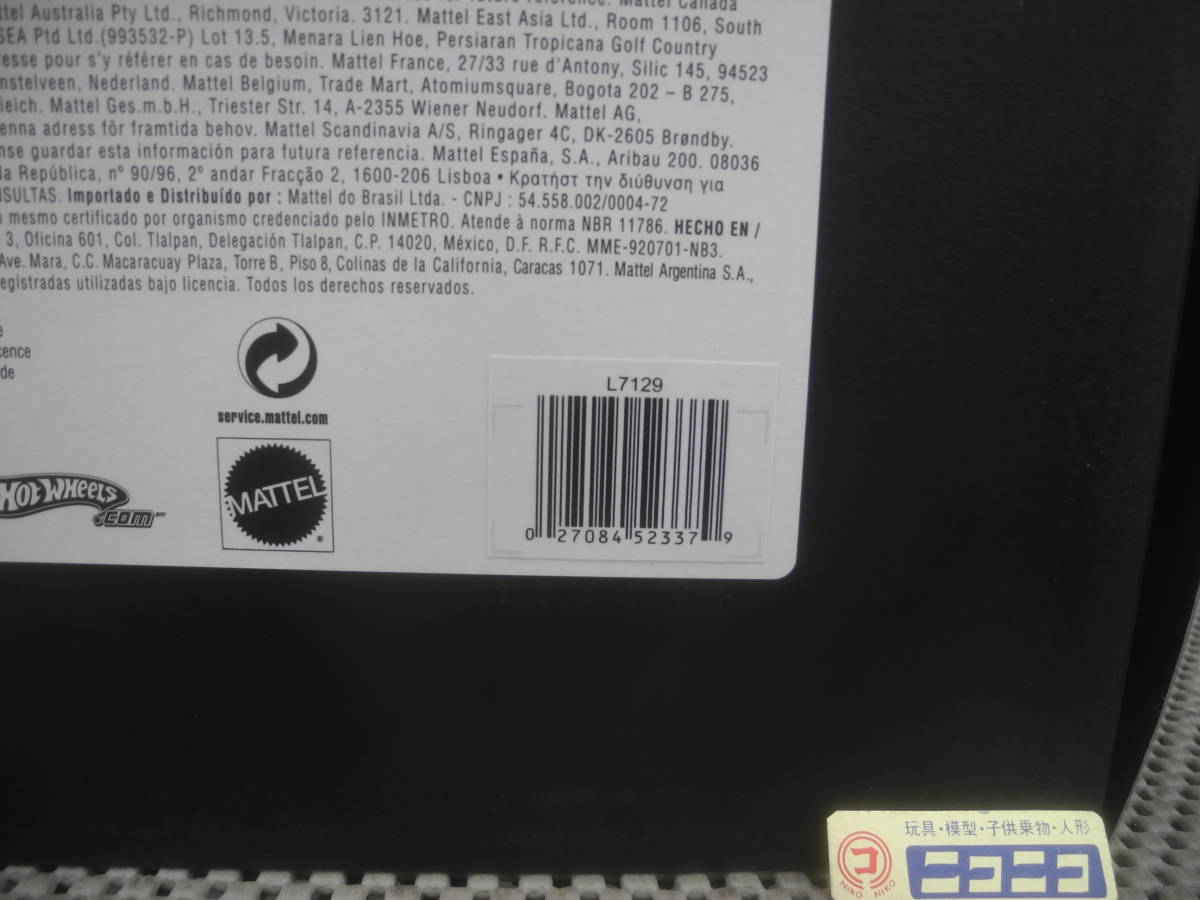 Mattel Canada
Australia Pty Ltd., Richmond, Victoria. 3121. Mattel East Asia Ltd., Room 1106, South
SEA Ptd Ltd.(993532-P) Lot 13.5, Menara Lien Hoe, Persiaran Tropicana Golf Country
pour s'y référer en cas de besoin. Mattel France, 27/33 rue d'Antony, Silic 145, 94523
Nederland. Mattel Belgium, Trade Mart, Atomiumsquare, Bogota 202 – B 275,
Mattel Ges.m.b.H., Triester Str. 14, A-2355 Wiener Neudorf. Mattel AG,
enna adress för framtida behov. Mattel Scandinavia A/S, Ringager 4C, DK-2605 Brøndby.
guardar esta información para futura referencia. Mattel España, S.A., Aribau 200. 08036
República, nº 90/96, 2º andar Fracção 2, 1600-206 Lisboa • Κρατήστ την διύθυνση για
NSULTAS. Importado e Distribuído por : Mattel do Brasil Ltda. - CNPJ : 54.558.002/0004-72
o mesmo certificado por organismo credenciado pelo INMETRO. Atende à norma NBR 11786. HECHO EN /
3, Oficina 601, Col. Tlalpan, Delegación Tlalpan, C.P. 14020, México, D.F. R.F.C. MME-920701-NB3.
Ave. Mara, C.C. Macaracuay Plaza, Torre B, Piso 8, Colinas de la California, Caracas 1071. Mattel Argentina S.A.,
egistradas utilizadas bajo licencia. Todos los derechos reservados.
e
cence
de
service.mattel.com
HOT WHEELS
.com
MATTEL®
L7129
0 27084 52337 9
玩具・模型・子供乗物・人形
コ
NIKO NIKO
ニコニコ